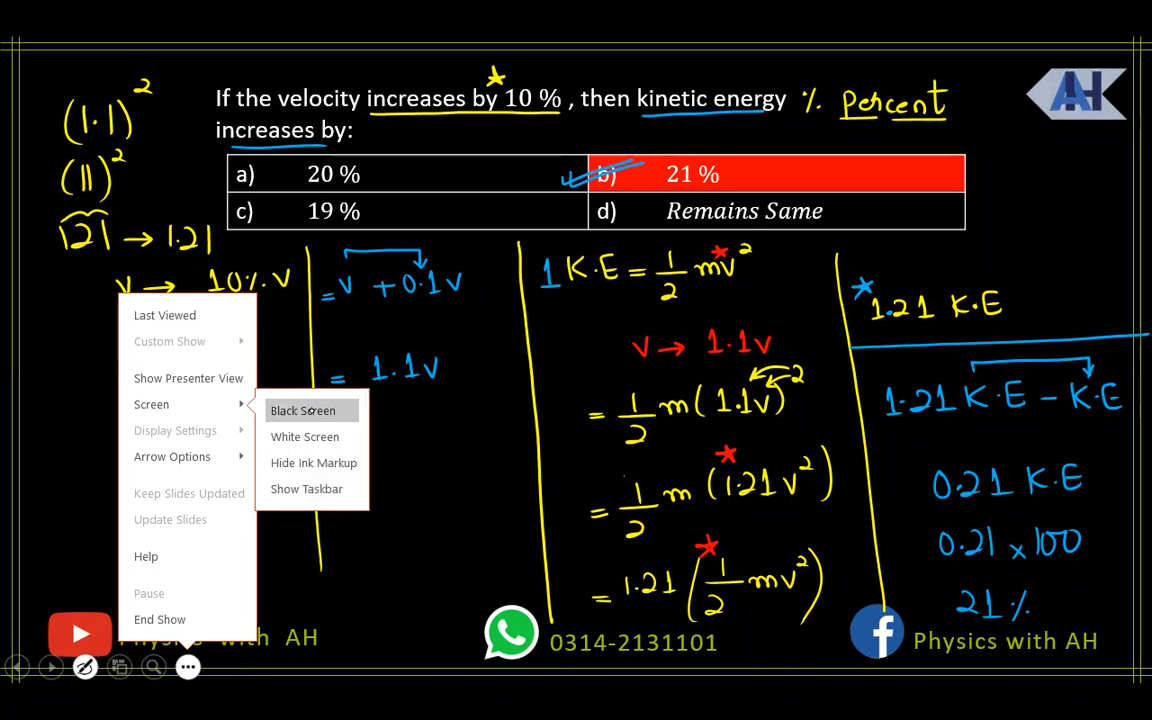 If the velocity increases by 10 % , then kinetic energy % Percent
increases by:
AH
a) 20 % b) 21 %
c) 19 % d) Remains Same
(1.1)²
(11)²
121 → 1.21
v → 10% v
= v + 0.1v
= 1.1v
1 K.E = 1/2 mv²
v → 1.1v
= 1/2 m (1.1v)²
= 1/2 m (1.21 v²)
= 1.21 (1/2 mv²)
1.21 K.E
1.21 K.E - K.E
0.21 K.E
0.21 x 100
21 %
Last Viewed
Custom Show
Show Presenter View
Screen
Display Settings
Arrow Options
Keep Slides Updated
Update Slides
Help
Pause
End Show
Black Screen
White Screen
Hide Ink Markup
Show Taskbar
Physics with AH
0314-2131101
Physics with AH